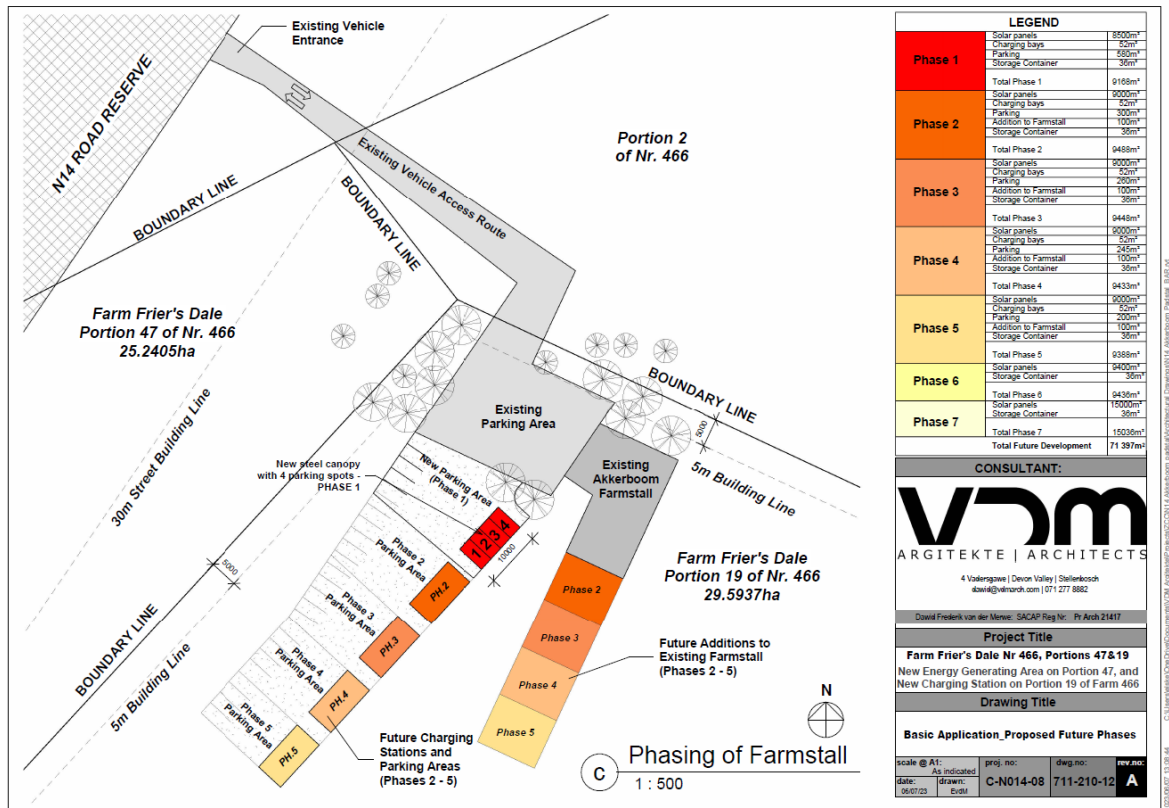 Existing Vehicle
Entrance
N14 ROAD RESERVE
BOUNDARY LINE
Existing Vehicle Access Route
BOUNDARY LINE
Portion 2
of Nr. 466
Farm Frier's Dale
Portion 47 of Nr. 466
25.2405ha
30m Street Building Line
Existing
Parking Area
BOUNDARY LINE
5000
5m Building Line
New steel canopy
with 4 parking spots -
PHASE 1
New Parking Area
(Phase 1)
1 2 3 4
10000
Existing
Akkerboom
Farmstall
Farm Frier's Dale
Portion 19 of Nr. 466
29.5937ha
5000
BOUNDARY LINE
5m Building Line
Phase 2
Parking Area
PH.2
Phase 3
Parking Area
PH.3
Phase 4
Parking Area
PH.4
Phase 5
Parking Area
PH.5
Phase 2
Phase 3
Phase 4
Phase 5
Future Additions to
Existing Farmstall
(Phases 2 - 5)
Future Charging
Stations and
Parking Areas
(Phases 2 - 5)
N
C
Phasing of Farmstall
1 : 500
LEGEND
Phase 1
Solar panels 8500m²
Charging bays 52m²
Parking 580m²
Storage Container 36m²
Total Phase 1 9168m²
Phase 2
Solar panels 9000m²
Charging bays 52m²
Parking 300m²
Addition to Farmstall 100m²
Storage Container 36m²
Total Phase 2 9488m²
Phase 3
Solar panels 9000m²
Charging bays 52m²
Parking 260m²
Addition to Farmstall 100m²
Storage Container 36m²
Total Phase 3 9448m²
Phase 4
Solar panels 9000m²
Charging bays 52m²
Parking 245m²
Addition to Farmstall 100m²
Storage Container 36m²
Total Phase 4 9433m²
Phase 5
Solar panels 9000m²
Charging bays 52m²
Parking 200m²
Addition to Farmstall 100m²
Storage Container 36m²
Total Phase 5 9388m²
Phase 6
Solar panels 9400m²
Storage Container 36m²
Total Phase 6 9436m²
Phase 7
Solar panels 15000m²
Storage Container 36m²
Total Phase 7 15036m²
Total Future Development 71 397m²
CONSULTANT:
VDM
ARGITEKTE | ARCHITECTS
4 Vadersgawe | Devon Valley | Stellenbosch
dawid@vdmarch.com | 071 277 8882
Dawid Frederik van der Merwe: SACAP Reg Nr: Pr Arch 21417
Project Title
Farm Frier's Dale Nr 466, Portions 47&19
New Energy Generating Area on Portion 47, and
New Charging Station on Portion 19 of Farm 466
Drawing Title
Basic Application_Proposed Future Phases
scale @ A1:
As indicated
date:
06/07/23
drawn:
EvdM
proj. no:
C-N014-08
dwg.no:
711-210-12
rev.no:
A